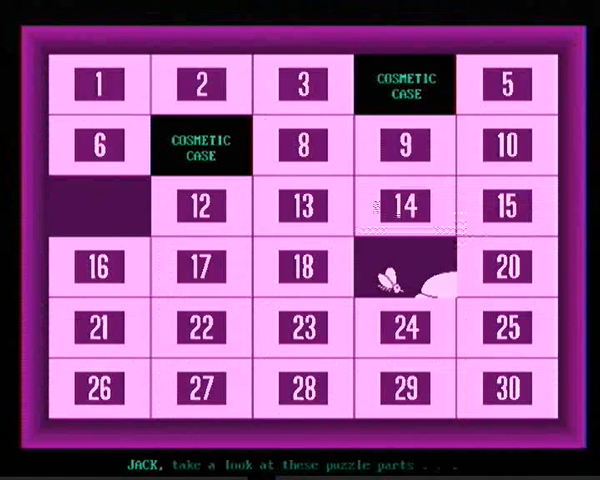 1 2 3 COSMETIC CASE 5
6 COSMETIC CASE 8 9 10
12 13 14 15
16 17 18 20
21 22 23 24 25
26 27 28 29 30
JACK, take a look at these puzzle parts . . .